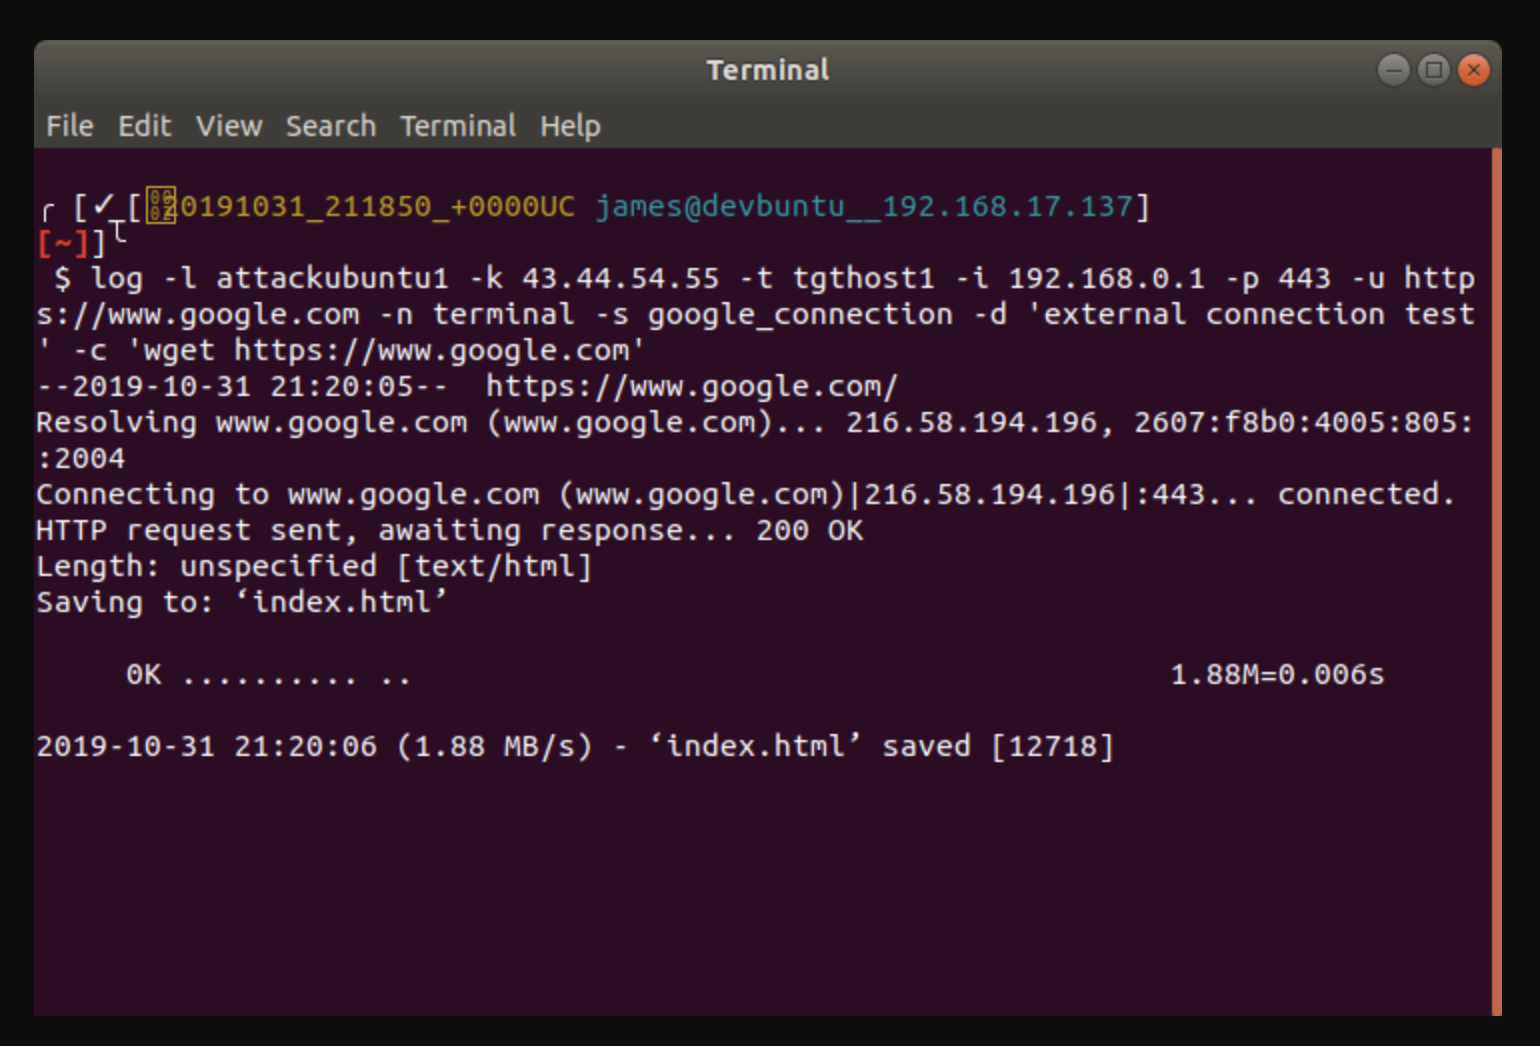 Terminal
File Edit View Search Terminal Help
╭ [✓_[20191031_211850_+0000UC james@devbuntu__192.168.17.137]
[~]]╰
$ log -l attackubuntu1 -k 43.44.54.55 -t tgthost1 -i 192.168.0.1 -p 443 -u http
s://www.google.com -n terminal -s google_connection -d 'external connection test
' -c 'wget https://www.google.com'
--2019-10-31 21:20:05--  https://www.google.com/
Resolving www.google.com (www.google.com)... 216.58.194.196, 2607:f8b0:4005:805:
:2004
Connecting to www.google.com (www.google.com)|216.58.194.196|:443... connected.
HTTP request sent, awaiting response... 200 OK
Length: unspecified [text/html]
Saving to: ‘index.html’
0K .......... .. 1.88M=0.006s
2019-10-31 21:20:06 (1.88 MB/s) - ‘index.html’ saved [12718]